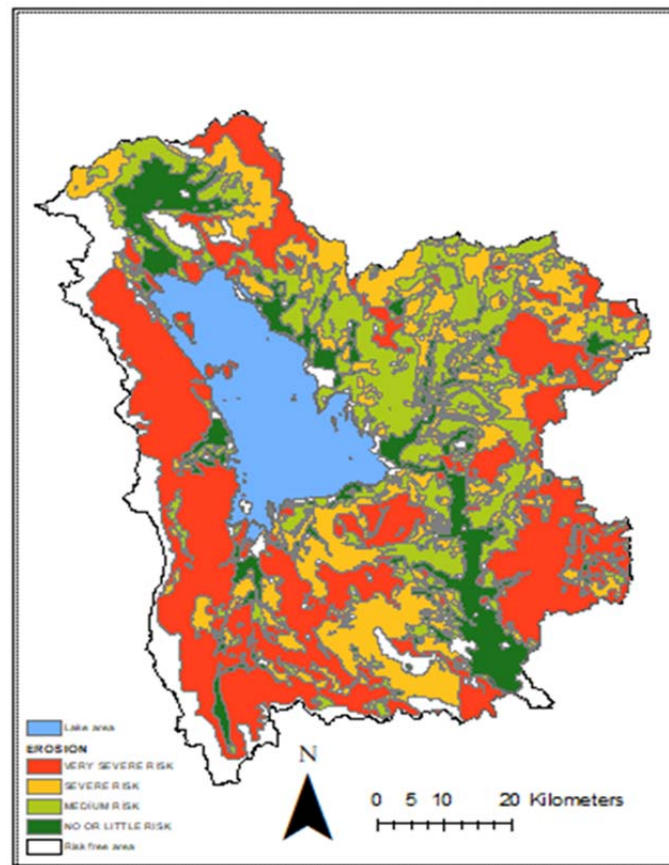 Lake area
EROSION
VERY SEVERE RISK
SEVERE RISK
MEDIUM RISK
NO OR LITTLE RISK
Risk free area
N
0 5 10 20 Kilometers